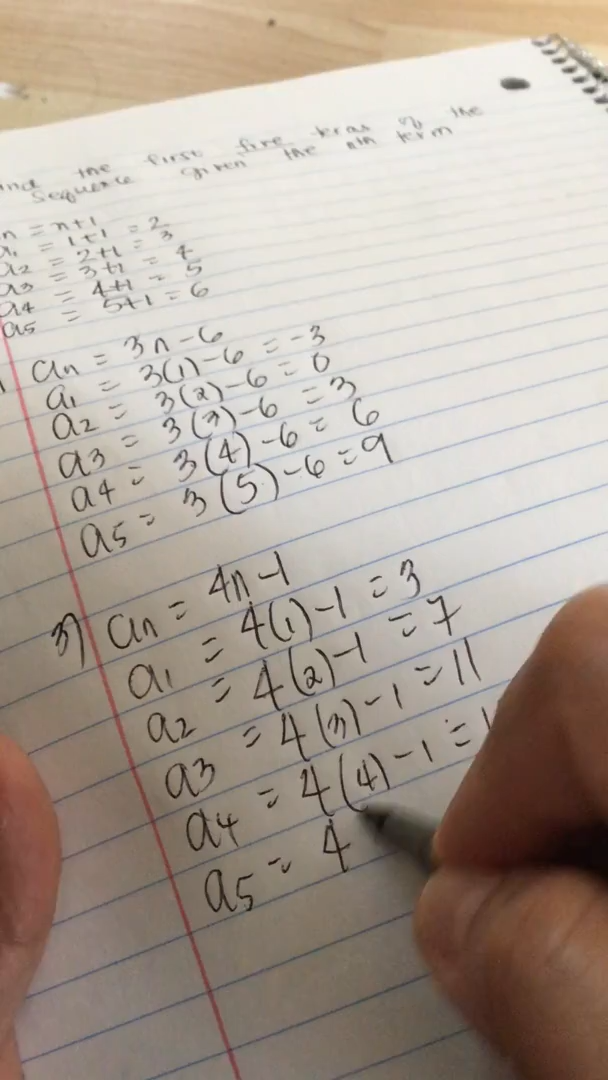 the first five terms of the
sequence given the nth term
n = n+1
a1 = 1+1 = 2
a2 = 2+1 = 3
a3 = 3+1 = 4
a4 = 4+1 = 5
a5 = 5+1 = 6
an = 3n-6
a1 = 3(1)-6 = -3
a2 = 3(2)-6 = 0
a3 = 3(3)-6 = 3
a4 = 3(4)-6 = 6
a5 = 3(5)-6 = 9
3) an = 4n-1
a1 = 4(1)-1 = 3
a2 = 4(2)-1 = 7
a3 = 4(3)-1 = 11
a4 = 4(4)-1 = 1
a5 = 4